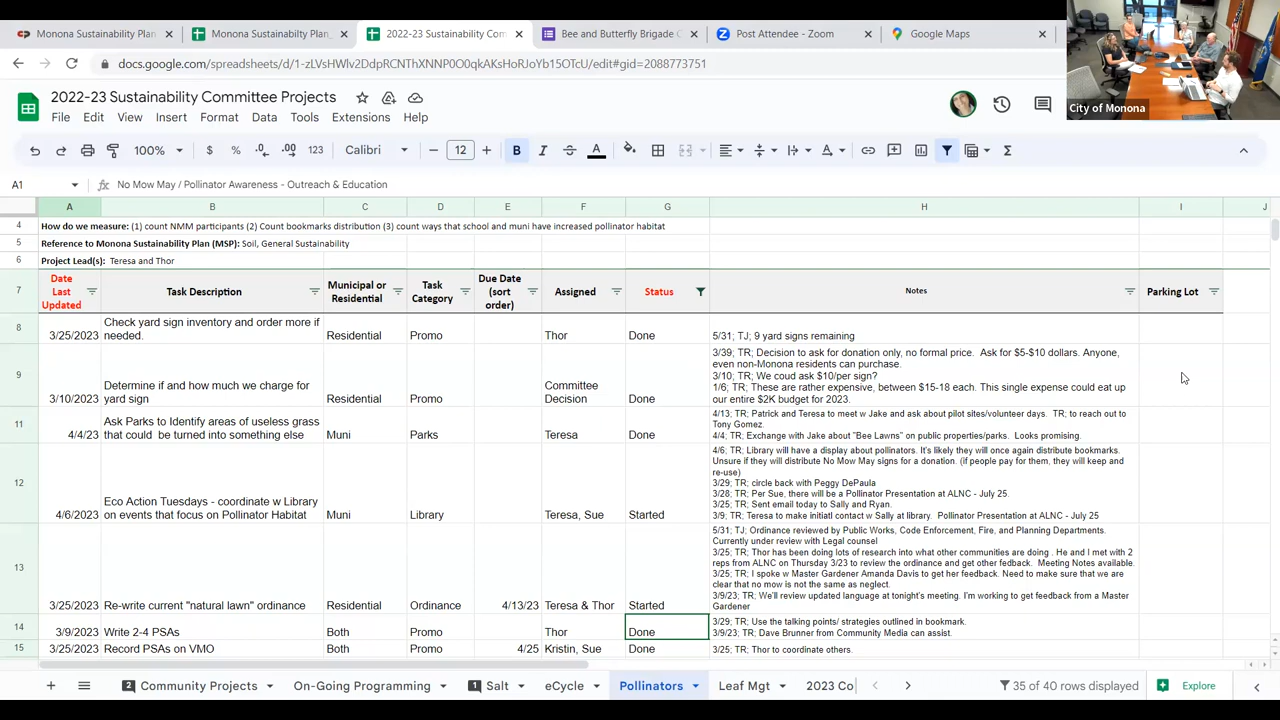 Monona Sustainability Plan
Monona Sustainability Plan_
2022-23 Sustainability Com
Bee and Butterfly Brigade C
Post Attendee - Zoom
Google Maps
docs.google.com/spreadsheets/d/1-zLVsHWlv2DdpRCNThXNNP0O0qkAKsHoRJoYb15OTcU/edit#gid=2088773751
2022-23 Sustainability Committee Projects
File Edit View Insert Format Data Tools Extensions Help
City of Monona
100% $ % .0 .00 123 Calibri 12 B I A
A1 No Mow May / Pollinator Awareness - Outreach & Education
A B C D E F G H I J
4 How do we measure: (1) count NMM participants (2) Count bookmarks distribution (3) count ways that school and muni have increased pollinator habitat
5 Reference to Monona Sustainability Plan (MSP): Soil, General Sustainability
6 Project Lead(s): Teresa and Thor
7
Date Last Updated
Task Description
Municipal or Residential
Task Category
Due Date (sort order)
Assigned
Status
Notes
Parking Lot
8
3/25/2023
Check yard sign inventory and order more if
needed.
Residential
Promo
Thor
Done
5/31; TJ; 9 yard signs remaining
9
3/10/2023
Determine if and how much we charge for
yard sign
Residential
Promo
Committee
Decision
Done
3/39; TR; Decision to ask for donation only, no formal price. Ask for $5-$10 dollars. Anyone,
even non-Monona residents can purchase.
3/10; TR; We coud ask $10/per sign?
1/6; TR; These are rather expensive, between $15-18 each. This single expense could eat up
our entire $2K budget for 2023.
11
4/4/23
Ask Parks to Identify areas of useless grass
that could be turned into something else
Muni
Parks
Teresa
Done
4/13; TR; Patrick and Teresa to meet w Jake and ask about pilot sites/volunteer days. TR; to reach out to
Tony Gomez.
4/4; TR; Exchange with Jake about "Bee Lawns" on public properties/parks. Looks promising.
12
4/6/2023
Eco Action Tuesdays - coordinate w Library
on events that focus on Pollinator Habitat
Muni
Library
Teresa, Sue
Started
4/6; TR; Library will have a display about pollinators. It's likely they will once again distribute bookmarks.
Unsure if they will distribute No Mow May signs for a donation. (if people pay for them, they will keep and
re-use)
3/29; TR; circle back with Peggy DePaula
3/28; TR; Per Sue, there will be a Pollinator Presentation at ALNC - July 25.
3/25; TR; Sent email today to Sally and Ryan.
3/9; TR; Teresa to make initiatl contact w Sally at library. Pollinator Presentation at ALNC - July 25
13
3/25/2023
Re-write current "natural lawn" ordinance
Residential
Ordinance
4/13/23
Teresa & Thor
Started
5/31; TJ; Ordinance reviewed by Public Works, Code Enforcement, Fire, and Planning Departments.
Currently under review with Legal counsel
3/25; TR; Thor has been doing lots of research into what other communities are doing . He and I met with 2
reps from ALNC on Thursday 3/23 to review the ordinance and get other fedback. Meeting Notes available.
3/25; TR; I spoke w Master Gardener Amanda Davis to get her feedback. Need to make sure that we are
clear that no mow is not the same as neglect.
3/9/23; TR; We'll review updated language at tonight's meeting. I'm working to get feedback from a Master
Gardener
14
3/9/2023
Write 2-4 PSAs
Both
Promo
Thor
Done
3/29; TR; Use the talking points/ strategies outlined in bookmark.
3/9/23; TR; Dave Brunner from Community Media can assist.
15
3/25/2023
Record PSAs on VMO
Both
Promo
4/25
Kristin, Sue
Done
3/25; TR; Thor to coordinate others.
2 Community Projects On-Going Programming 1 Salt eCycle Pollinators Leaf Mgt 2023 Co
35 of 40 rows displayed
Explore